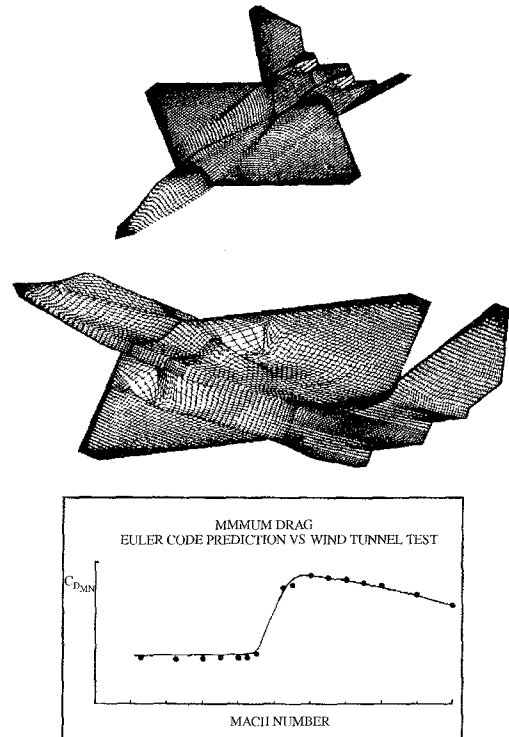 MMMUM DRAG
EULER CODE PREDICTION VS WIND TUNNEL TEST
C_DMN
MACH NUMBER